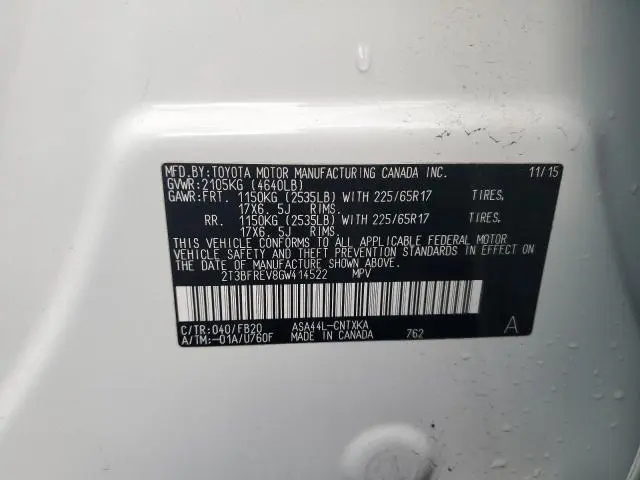 MFD.BY:TOYOTA MOTOR MANUFACTURING CANADA INC. 11/15
GVWR:2105KG (4640LB)
GAWR:FRT. 1150KG (2535LB) WITH 225/65R17 TIRES,
17X6. 5J RIMS.
RR. 1150KG (2535LB) WITH 225/65R17 TIRES,
17X6. 5J RIMS.
THIS VEHICLE CONFORMS TO ALL APPLICABLE FEDERAL MOTOR
VEHICLE SAFETY AND THEFT PREVENTION STANDARDS IN EFFECT ON
THE DATE OF MANUFACTURE SHOWN ABOVE.
2T3BFREV8GW414522 MPV
C/TR:040/FB20 ASA44L-CNTXKA
A/TM:-01A/U760F MADE IN CANADA 762 A